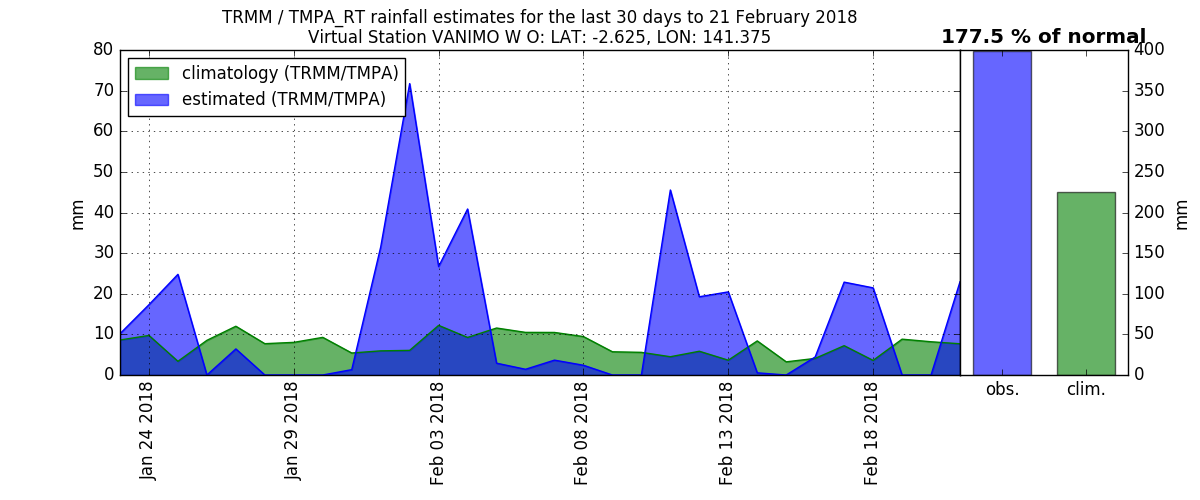 TRMM / TMPA_RT rainfall estimates for the last 30 days to 21 February 2018
Virtual Station VANIMO W O: LAT: -2.625, LON: 141.375
177.5 % of normal
climatology (TRMM/TMPA)
estimated (TRMM/TMPA)
80
70
60
50
40
30
20
10
0
mm
Jan 24 2018
Jan 29 2018
Feb 03 2018
Feb 08 2018
Feb 13 2018
Feb 18 2018
obs.
clim.
400
350
300
250
200
150
100
50
0
mm